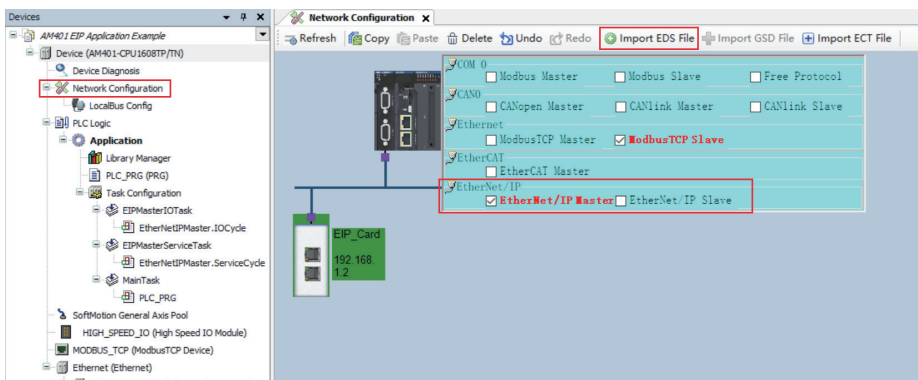 Devices
AM401 EIP Application Example
Device (AM401-CPU1608TP/TN)
Device Diagnosis
Network Configuration
LocalBus Config
PLC Logic
Application
Library Manager
PLC_PRG (PRG)
Task Configuration
EIPMasterIOTask
EtherNetIPMaster.IOCycle
EIPMasterServiceTask
EtherNetIPMaster.ServiceCycle
MainTask
PLC_PRG
SoftMotion General Axis Pool
HIGH_SPEED_IO (High Speed IO Module)
MODBUS_TCP (ModbusTCP Device)
Ethernet (Ethernet)
Network Configuration
Refresh Copy Paste Delete Undo Redo Import EDS File Import GSD File Import ECT File
COM 0
Modbus Master Modbus Slave Free Protocol
CAN0
CANopen Master CANlink Master CANlink Slave
Ethernet
ModbusTCP Master ModbusTCP Slave
EtherCAT
EtherCAT Master
EtherNet/IP
EtherNet/IP Master EtherNet/IP Slave
EIP_Card
192.168.
1.2